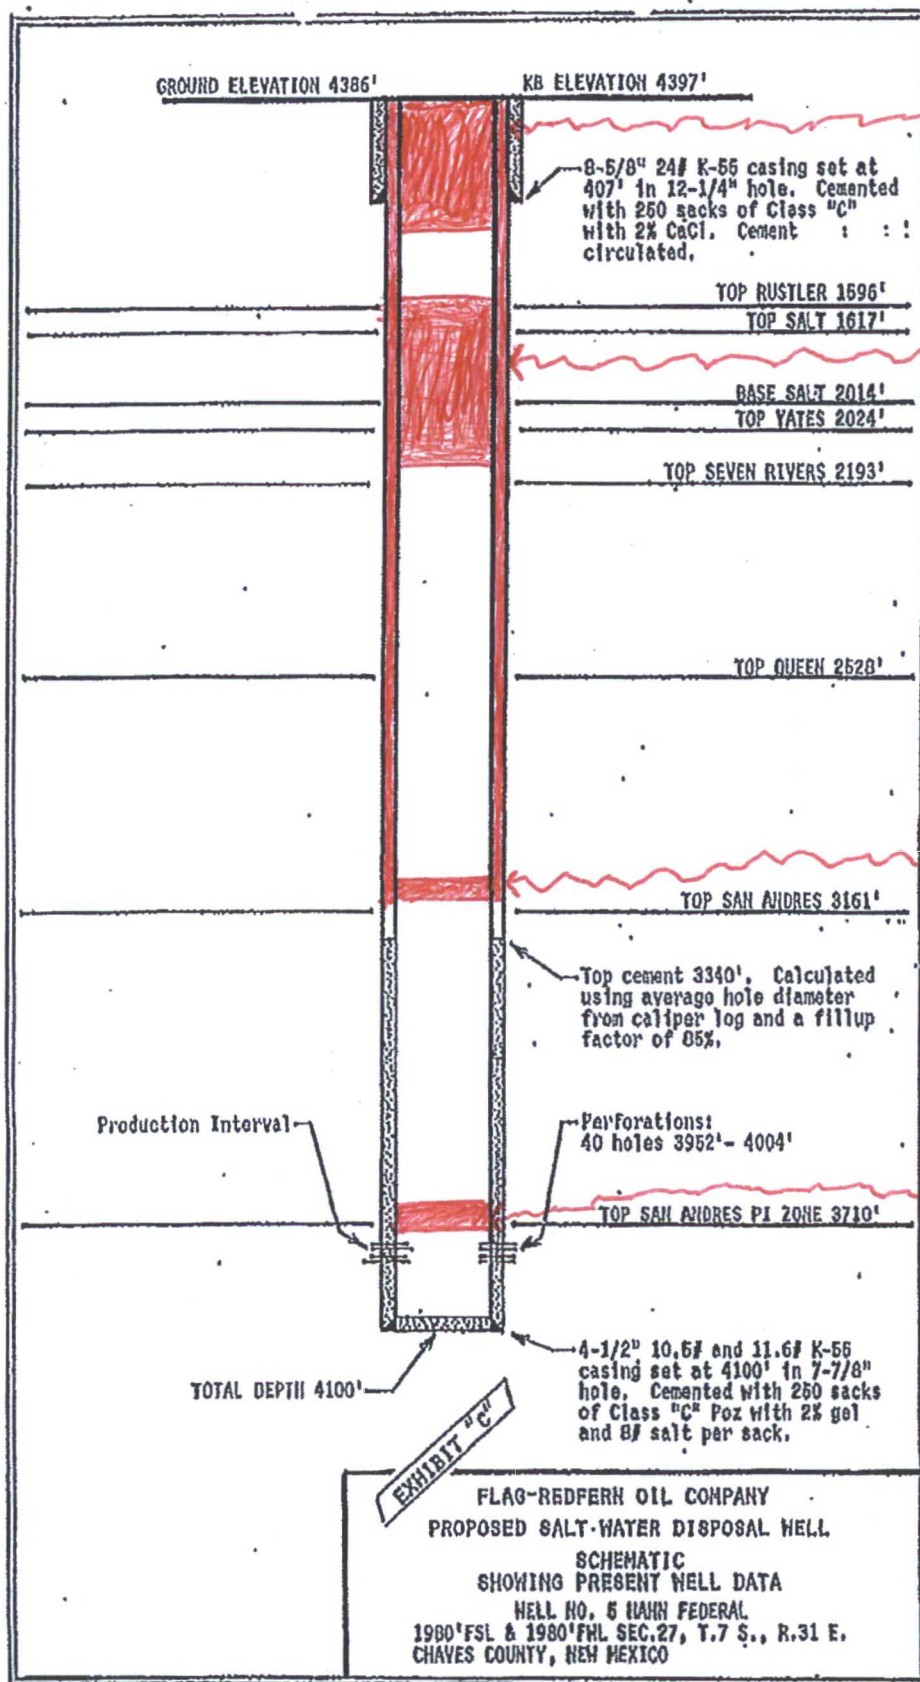 GROUND ELEVATION 4386'
KB ELEVATION 4397'
8-5/8" 24# K-55 casing set at
407' in 12-1/4" hole. Cemented
with 250 sacks of Class "C"
with 2% CaCl. Cement
circulated.
TOP RUSTLER 1596'
TOP SALT 1617'
BASE SALT 2014'
TOP YATES 2024'
TOP SEVEN RIVERS 2193'
TOP QUEEN 2628'
TOP SAN ANDRES 3161'
Top cement 3340'. Calculated
using average hole diameter
from caliper log and a fillup
factor of 85%.
Production Interval
Perforations:
40 holes 3952'- 4004'
TOP SAN ANDRES PI ZONE 3710'
TOTAL DEPTH 4100'
4-1/2" 10.5# and 11.6# K-55
casing set at 4100' in 7-7/8"
hole. Cemented with 250 sacks
of Class "C" Poz with 2% gel
and 8# salt per sack.
EXHIBIT "C"
FLAG-REDFERN OIL COMPANY
PROPOSED SALT-WATER DISPOSAL WELL
SCHEMATIC
SHOWING PRESENT WELL DATA
WELL NO. 5 HAHN FEDERAL
1980'FSL & 1980'FWL SEC.27, T.7 S., R.31 E.
CHAVES COUNTY, NEW MEXICO